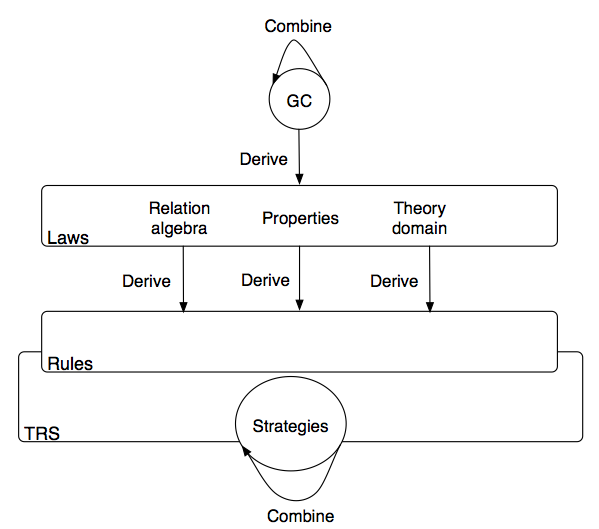 Combine
GC
Derive
Relation
algebra
Properties
Theory
domain
Laws
Derive
Derive
Derive
Rules
Strategies
TRS
Combine